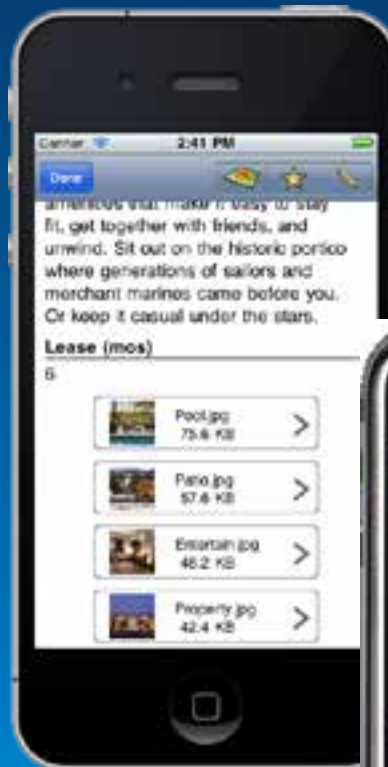 Carrier 2:41 PM
Done
amenities that make it easy to stay
fit, get together with friends, and
unwind. Sit out on the historic portico
where generations of sailors and
merchant marines came before you.
Or keep it casual under the stars.
Lease (mos)
6
Pool.jpg
75.6 KB
Patio.jpg
57.6 KB
Entertain.jpg
46.2 KB
Property.jpg
42.4 KB